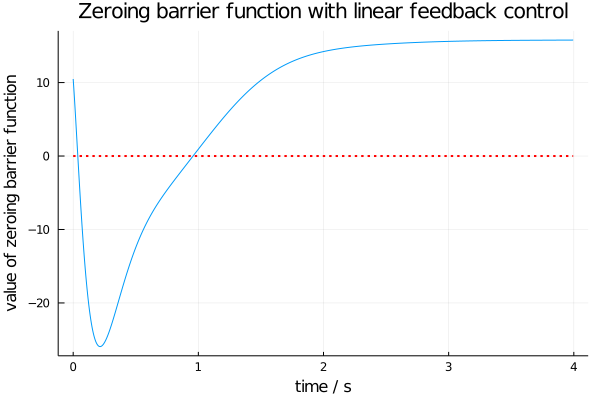 Zeroing barrier function with linear feedback control
value of zeroing barrier function
10
0
−10
−20
0 1 2 3 4
time / s